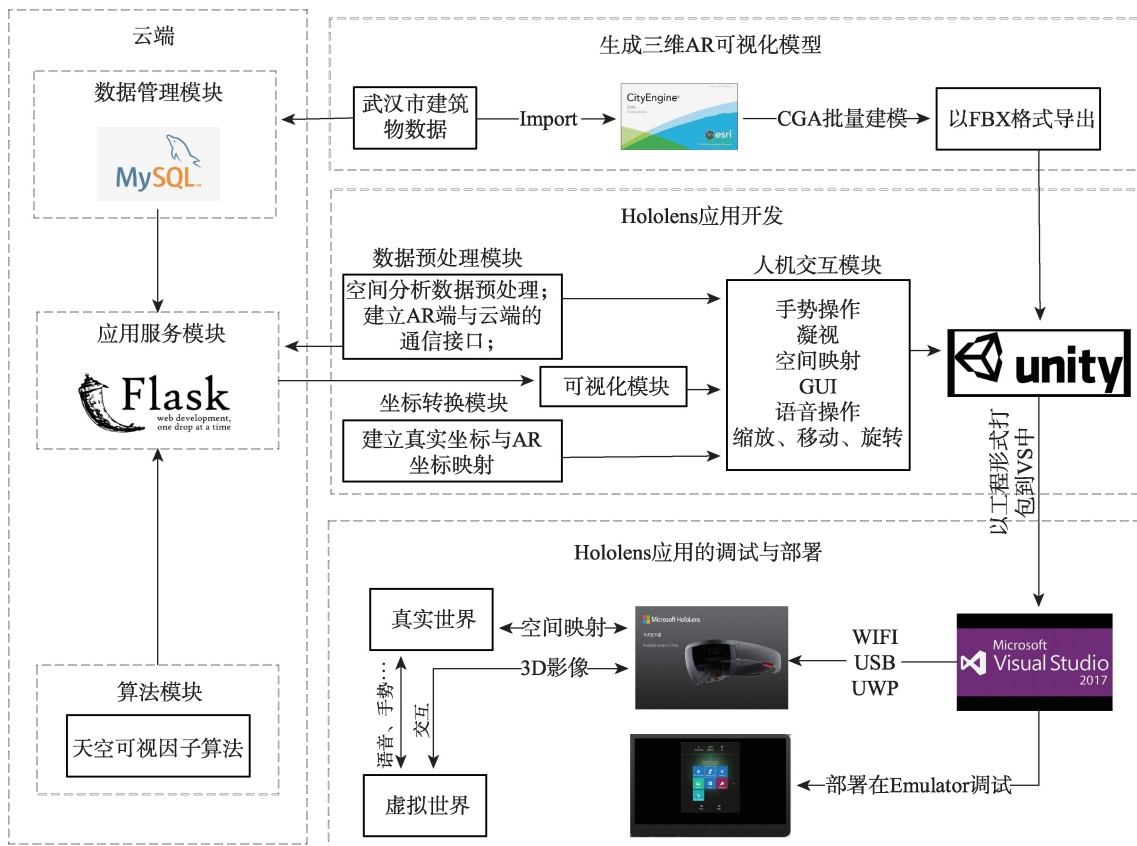 云端
数据管理模块
MySQL™
应用服务模块
Flask
web development,
one drop at a time
算法模块
天空可视因子算法
生成三维AR可视化模型
武汉市建筑
物数据
Import
CityEngine
esri
CGA批量建模
以FBX格式导出
Hololens应用开发
数据预处理模块
空间分析数据预处理；
建立AR端与云端的
通信接口；
可视化模块
坐标转换模块
建立真实坐标与AR
坐标映射
人机交互模块
手势操作
凝视
空间映射
GUI
语音操作
缩放、移动、旋转
unity
以工程形式打
包到VS中
Hololens应用的调试与部署
真实世界
空间映射
3D影像
语音、手势…
交互
虚拟世界
Microsoft HoloLens
WIFI
USB
UWP
Microsoft
Visual Studio
2017
部署在Emulator调试